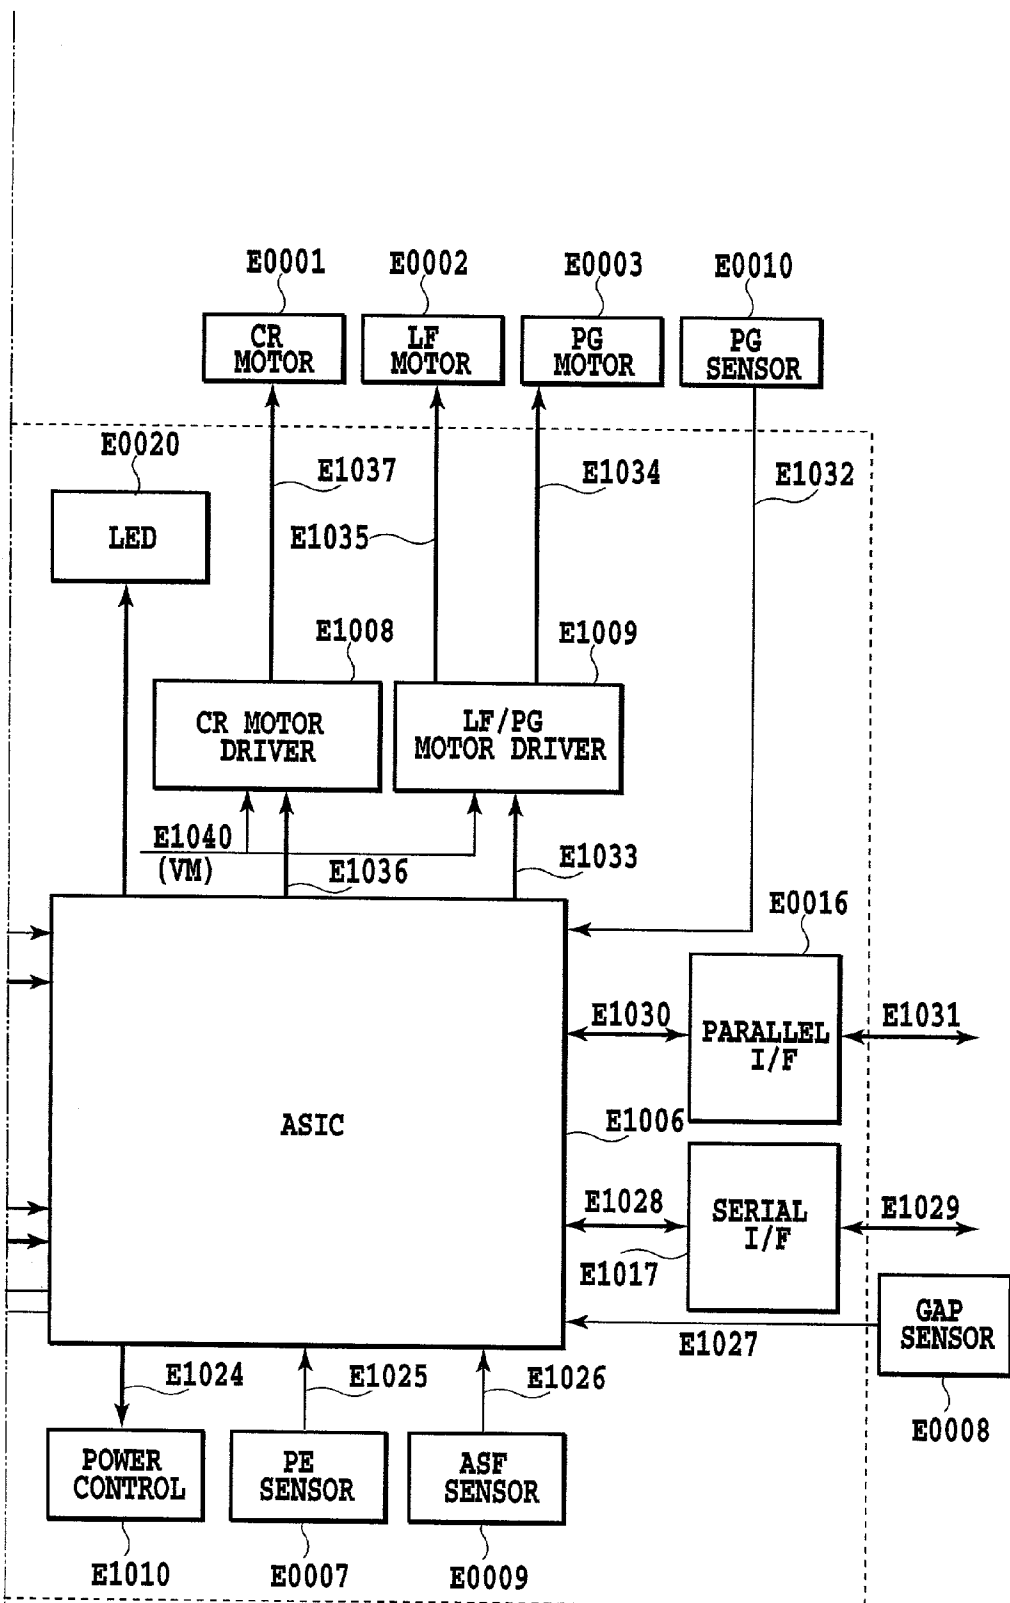 E0001
E0002
E0003
E0010
CR
MOTOR
LF
MOTOR
PG
MOTOR
PG
SENSOR
E0020
E1037
E1034
E1032
LED
E1035
E1008
E1009
CR MOTOR
DRIVER
LF/PG
MOTOR DRIVER
E1040
(VM)
E1036
E1033
E0016
E1030
PARALLEL
I/F
E1031
ASIC
E1006
E1028
SERIAL
I/F
E1029
E1017
GAP
SENSOR
E1027
E1024
E1025
E1026
E0008
POWER
CONTROL
PE
SENSOR
ASF
SENSOR
E1010
E0007
E0009